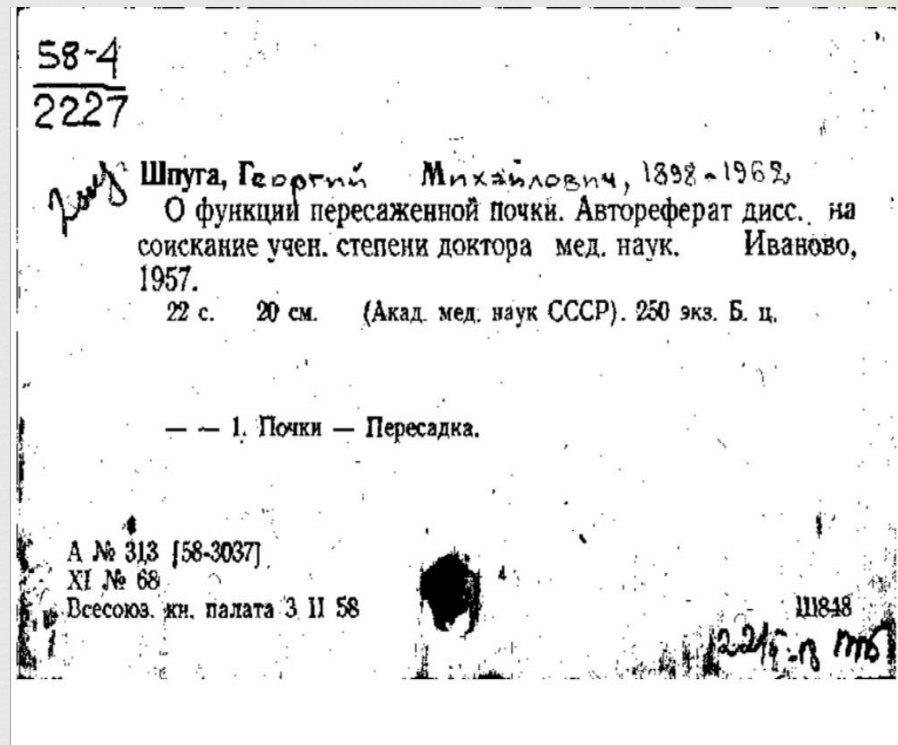 58-4
2227
Шпуга, Георгий Михайлович, 1898-1962
О функции пересаженной почки. Автореферат дисс. на
соискание учен. степени доктора мед. наук. Иваново,
1957.
22 с. 20 см. (Акад. мед. наук СССР). 250 экз. Б. ц.
— — 1. Почки — Пересадка.
А № 313 [58-3037]
XI № 68
Всесоюз. кн. палата 3 II 58
111848